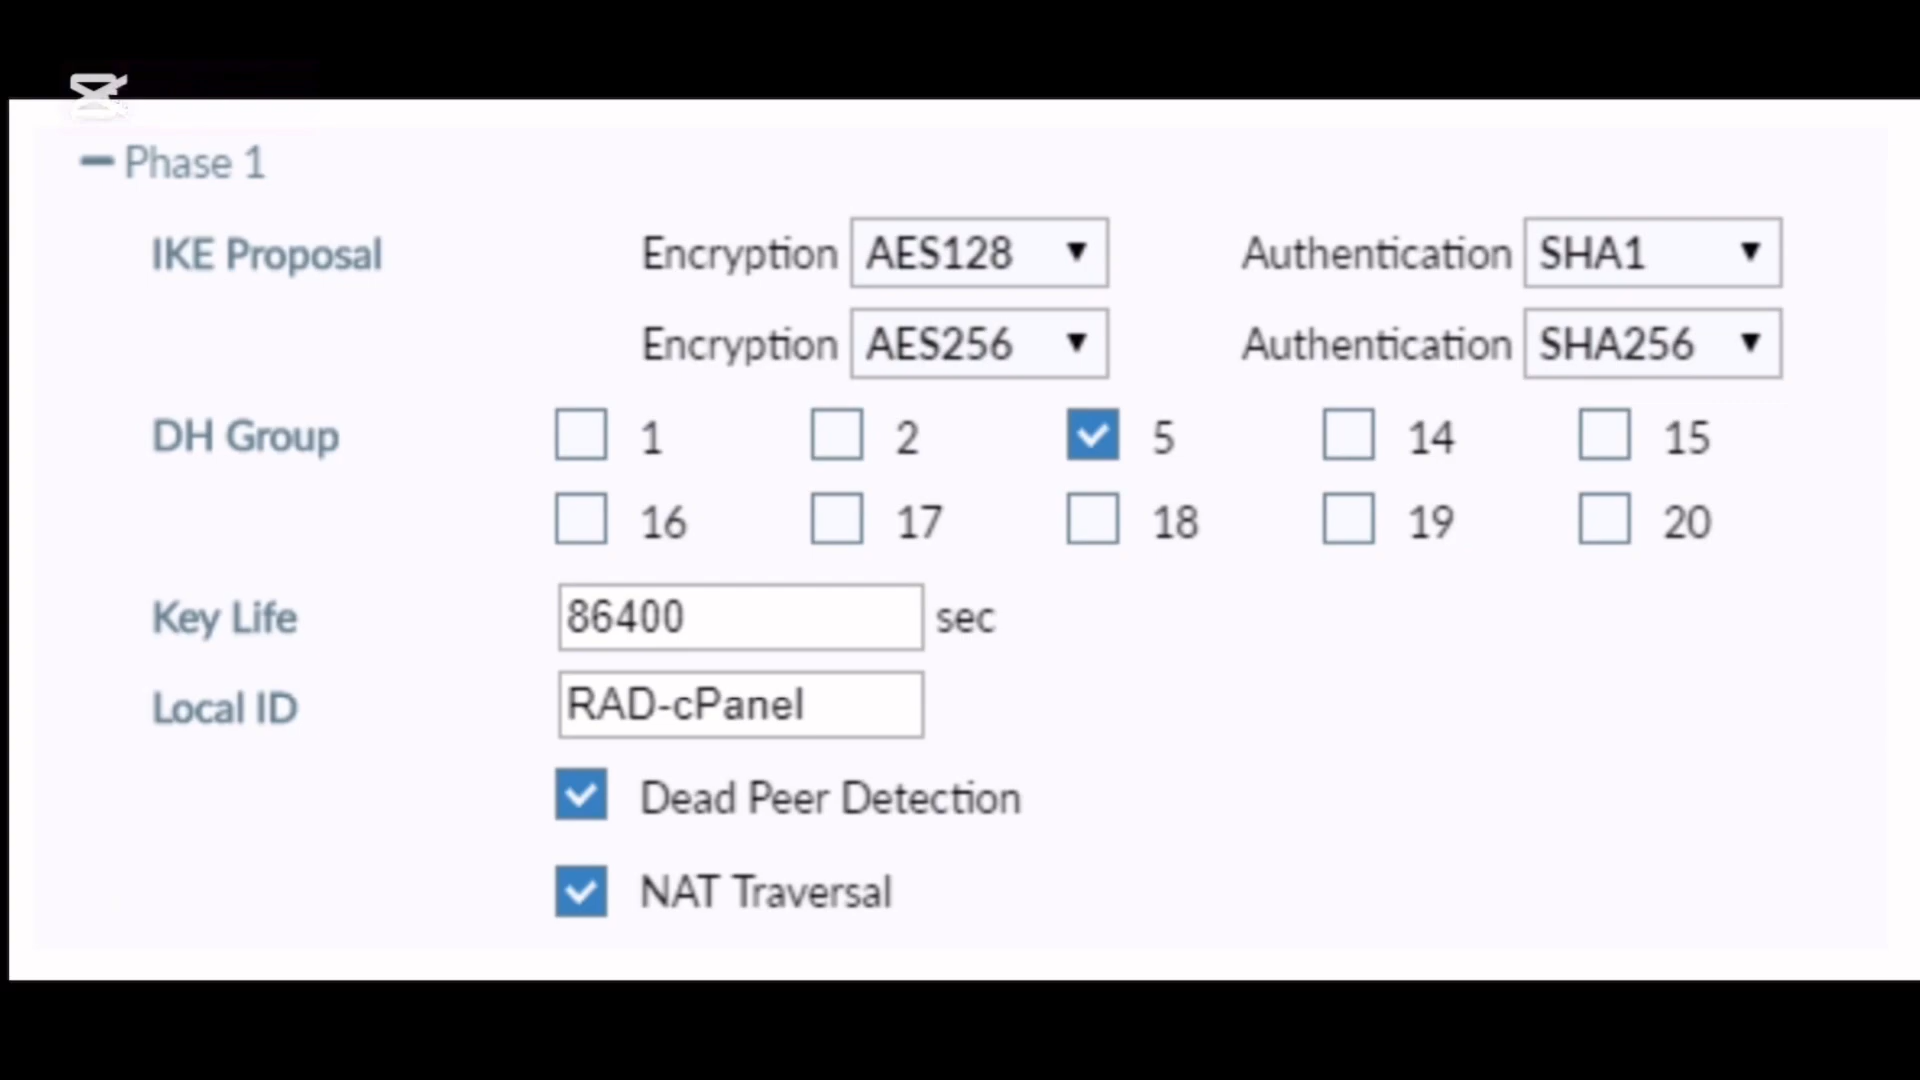 Phase 1
IKE Proposal Encryption AES128 Authentication SHA1
Encryption AES256 Authentication SHA256
DH Group 1 2 5 14 15
16 17 18 19 20
Key Life 86400 sec
Local ID RAD-cPanel
Dead Peer Detection
NAT Traversal